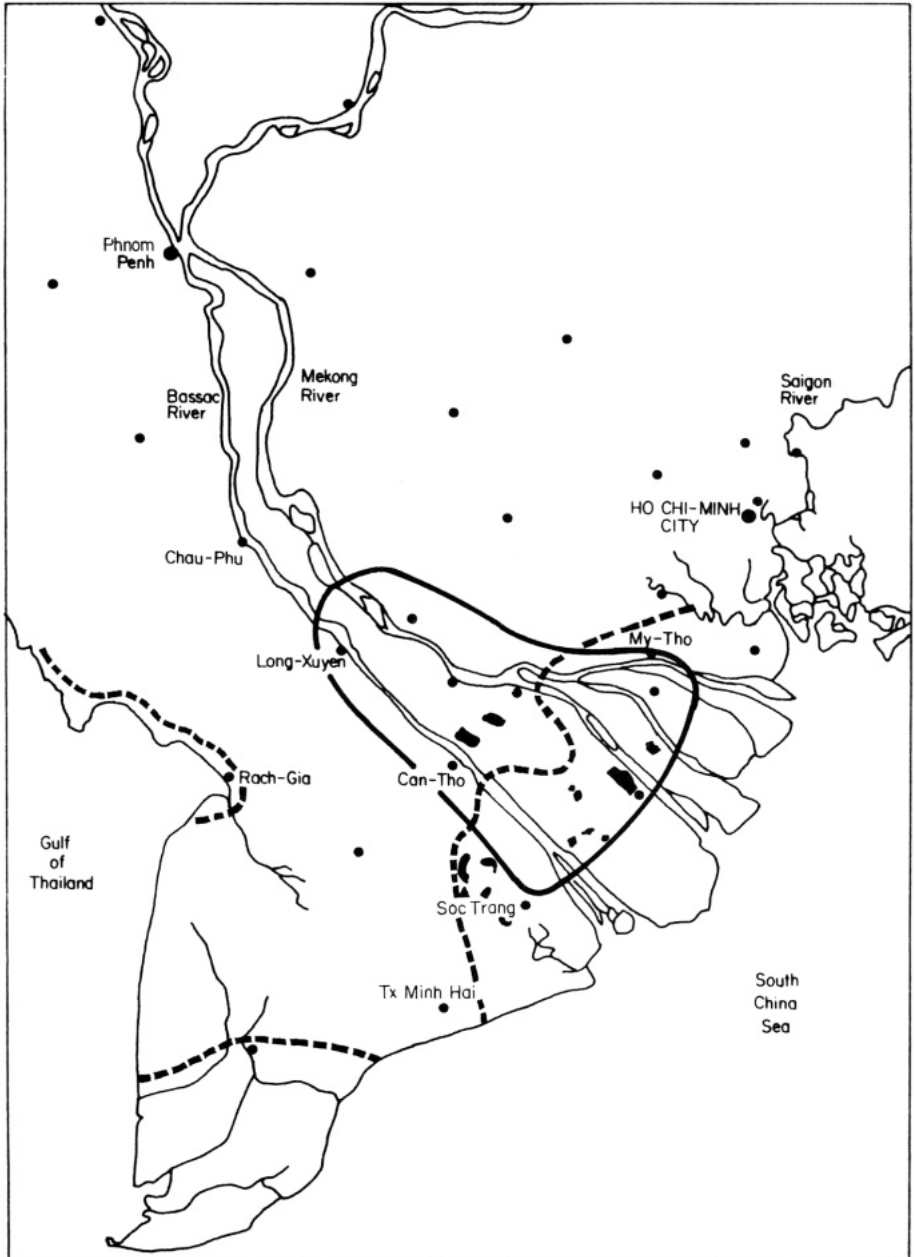 Phnom
Penh
Bassac
River
Mekong
River
Saigon
River
HO CHI-MINH
CITY
Chau-Phu
My-Tho
Long-Xuyen
Rach-Gia
Can-Tho
Gulf
of
Thailand
Soc Trang
Tx Minh Hai
South
China
Sea